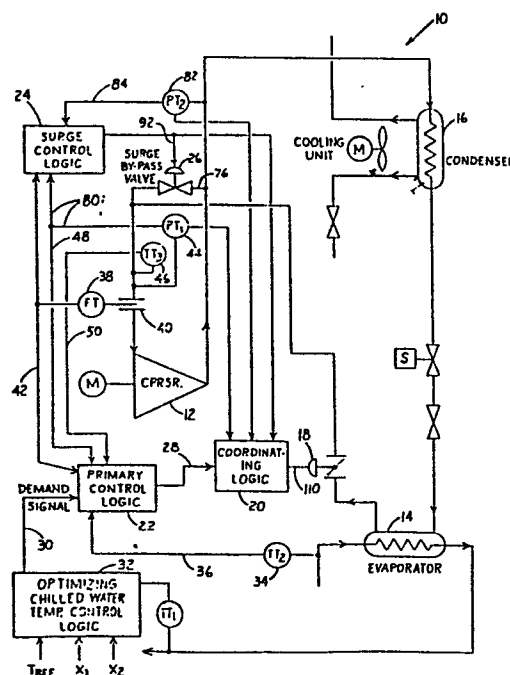 10
84
82
PT2
24
SURGE
CONTROL
LOGIC
92
16
COOLING
UNIT
M
CONDENSER
SURGE
BY-PASS
VALVE
26
76
80
48
PT1
44
TT3
46
38
FT
40
50
S
42
M
CPRSR.
12
28
18
COORDINAT-
ING
LOGIC
20
110
PRIMARY
CONTROL
LOGIC
22
DEMAND
SIGNAL
14
EVAPORATOR
30
36
TT2
34
32
OPTIMIZING
CHILLED WATER
TEMP. CONTROL
LOGIC
TT1
TREF
X1
X2